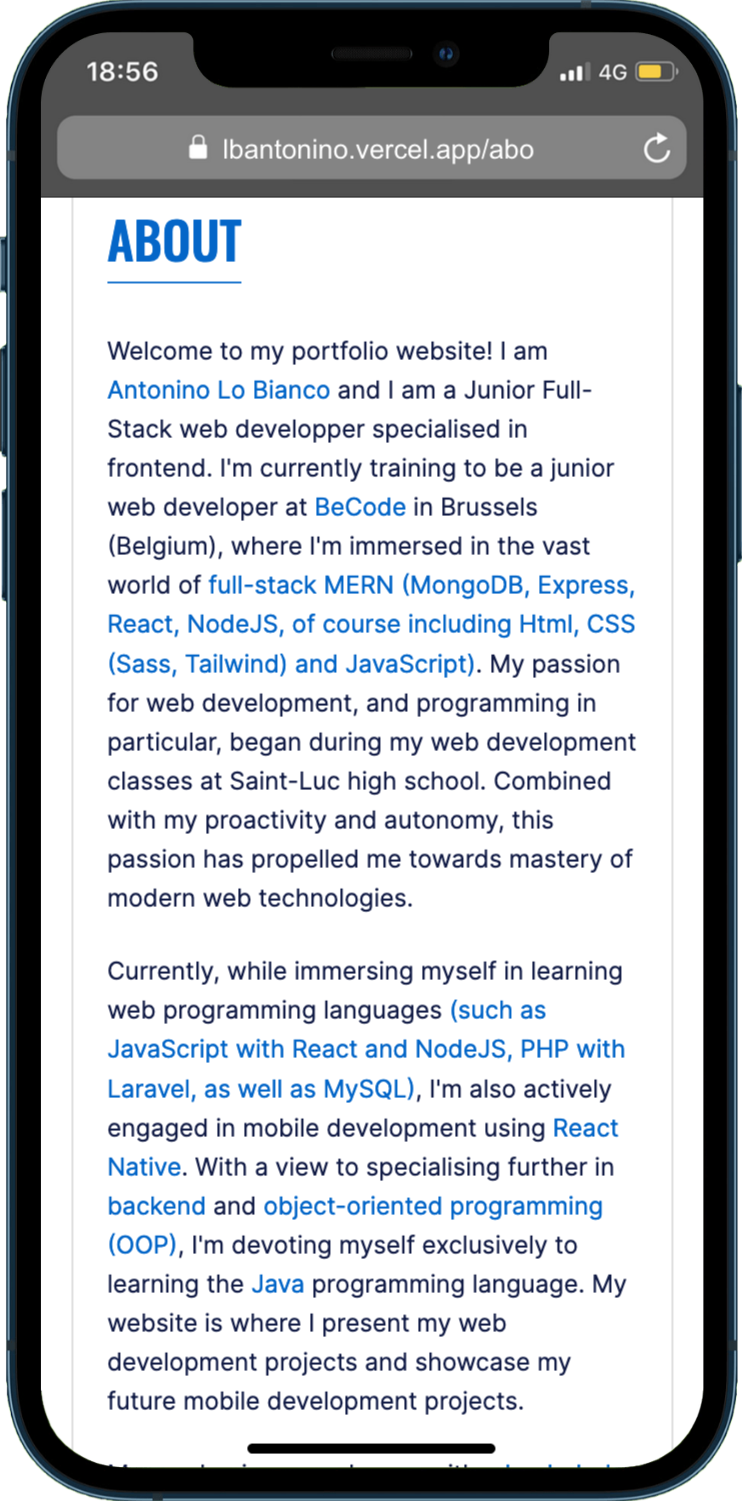 18:56
4G
lbantonino.vercel.app/abo
ABOUT
Welcome to my portfolio website! I am
Antonino Lo Bianco and I am a Junior Full-
Stack web developper specialised in
frontend. I'm currently training to be a junior
web developer at BeCode in Brussels
(Belgium), where I'm immersed in the vast
world of full-stack MERN (MongoDB, Express,
React, NodeJS, of course including Html, CSS
(Sass, Tailwind) and JavaScript). My passion
for web development, and programming in
particular, began during my web development
classes at Saint-Luc high school. Combined
with my proactivity and autonomy, this
passion has propelled me towards mastery of
modern web technologies.
Currently, while immersing myself in learning
web programming languages (such as
JavaScript with React and NodeJS, PHP with
Laravel, as well as MySQL), I'm also actively
engaged in mobile development using React
Native. With a view to specialising further in
backend and object-oriented programming
(OOP), I'm devoting myself exclusively to
learning the Java programming language. My
website is where I present my web
development projects and showcase my
future mobile development projects.